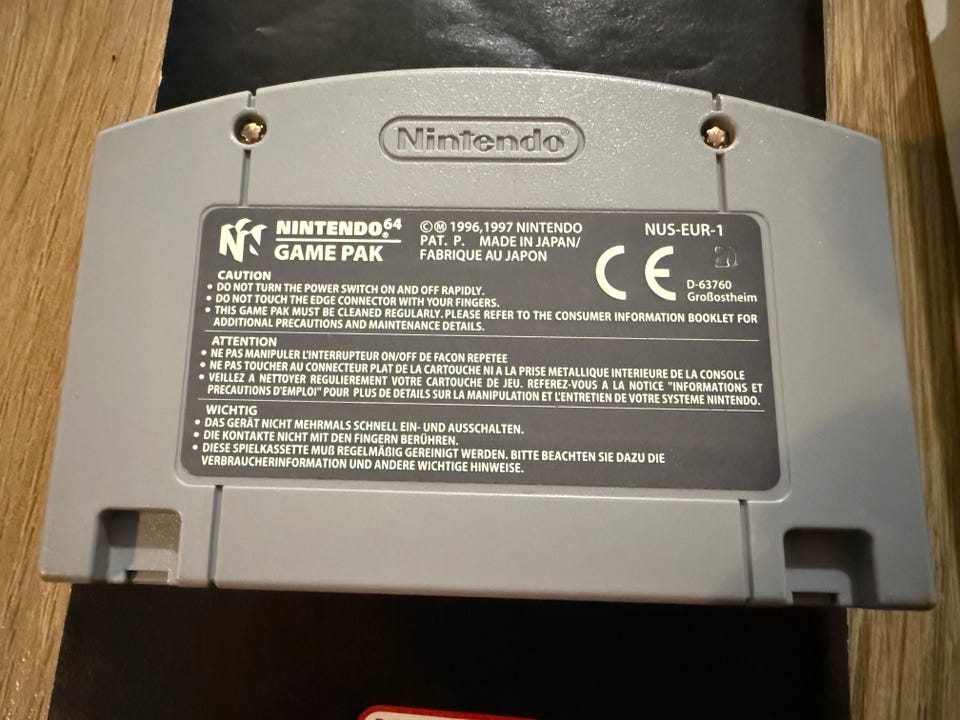 Nintendo®
NINTENDO⁶⁴
GAME PAK
©Ⓜ 1996,1997 NINTENDO
PAT. P. MADE IN JAPAN/
FABRIQUE AU JAPON
NUS-EUR-1
20
CE
D-63760
Großostheim
CAUTION
• DO NOT TURN THE POWER SWITCH ON AND OFF RAPIDLY.
• DO NOT TOUCH THE EDGE CONNECTOR WITH YOUR FINGERS.
• THIS GAME PAK MUST BE CLEANED REGULARLY. PLEASE REFER TO THE CONSUMER INFORMATION BOOKLET FOR
ADDITIONAL PRECAUTIONS AND MAINTENANCE DETAILS.
ATTENTION
• NE PAS MANIPULER L'INTERRUPTEUR ON/OFF DE FACON REPETEE
• NE PAS TOUCHER AU CONNECTEUR PLAT DE LA CARTOUCHE NI A LA PRISE METALLIQUE INTERIEURE DE LA CONSOLE
• VEILLEZ A NETTOYER REGULIEREMENT VOTRE CARTOUCHE DE JEU. REFEREZ-VOUS A LA NOTICE "INFORMATIONS ET
PRECAUTIONS D'EMPLOI" POUR PLUS DE DETAILS SUR LA MANIPULATION ET L'ENTRETIEN DE VOTRE SYSTEME NINTENDO.
WICHTIG
• DAS GERÄT NICHT MEHRMALS SCHNELL EIN- UND AUSSCHALTEN.
• DIE KONTAKTE NICHT MIT DEN FINGERN BERÜHREN.
• DIESE SPIELKASSETTE MUß REGELMÄßIG GEREINIGT WERDEN. BITTE BEACHTEN SIE DAZU DIE
VERBRAUCHERINFORMATION UND ANDERE WICHTIGE HINWEISE.